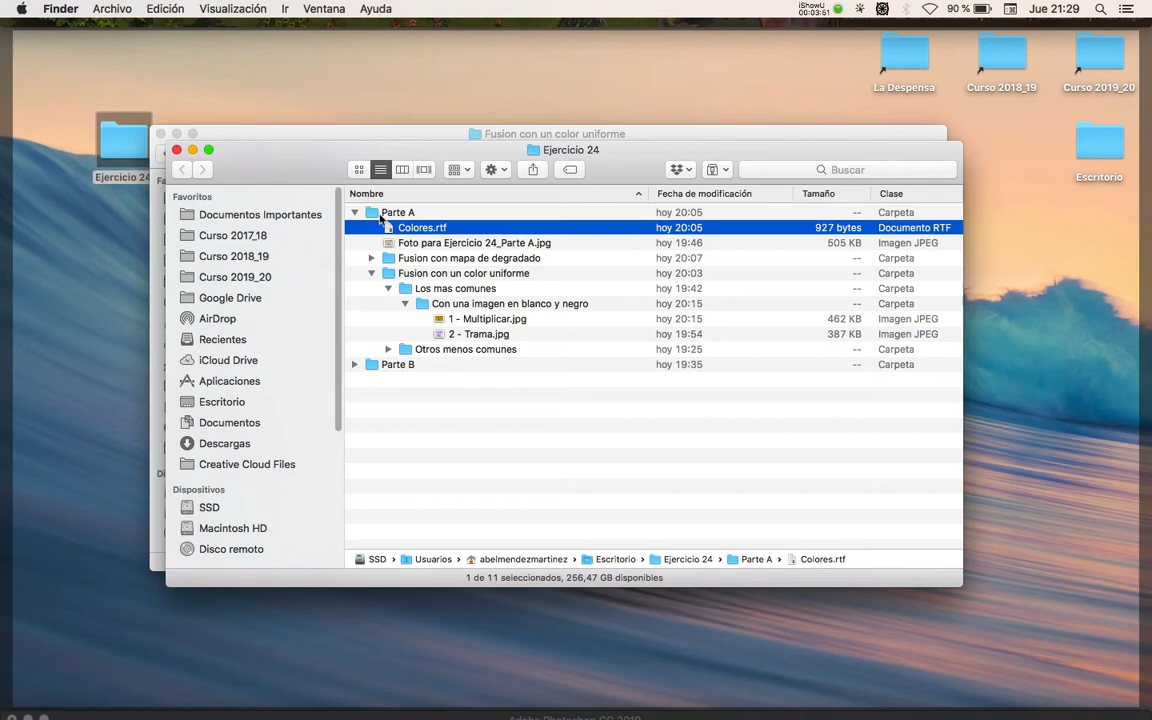 Finder Archivo Edición Visualización Ir Ventana Ayuda iShowU 00:03:51 90 % Jue 21:29
La Despensa Curso 2018_19 Curso 2019_20
Escritorio
Ejercicio 24
Fusion con un color uniforme
Ejercicio 24
Buscar
Favoritos
Documentos Importantes
Curso 2017_18
Curso 2018_19
Curso 2019_20
Google Drive
AirDrop
Recientes
iCloud Drive
Aplicaciones
Escritorio
Documentos
Descargas
Creative Cloud Files
Dispositivos
SSD
Macintosh HD
Disco remoto
Nombre Fecha de modificación Tamaño Clase
Parte A hoy 20:05 -- Carpeta
Colores.rtf hoy 20:05 927 bytes Documento RTF
Foto para Ejercicio 24_Parte A.jpg hoy 19:46 505 KB Imagen JPEG
Fusion con mapa de degradado hoy 20:07 -- Carpeta
Fusion con un color uniforme hoy 20:03 -- Carpeta
Los mas comunes hoy 19:42 -- Carpeta
Con una imagen en blanco y negro hoy 20:15 -- Carpeta
1 - Multiplicar.jpg hoy 20:15 462 KB Imagen JPEG
2 - Trama.jpg hoy 19:54 387 KB Imagen JPEG
Otros menos comunes hoy 19:25 -- Carpeta
Parte B hoy 19:35 -- Carpeta
SSD › Usuarios › abelmendezmartinez › Escritorio › Ejercicio 24 › Parte A › Colores.rtf
1 de 11 seleccionados, 256,47 GB disponibles